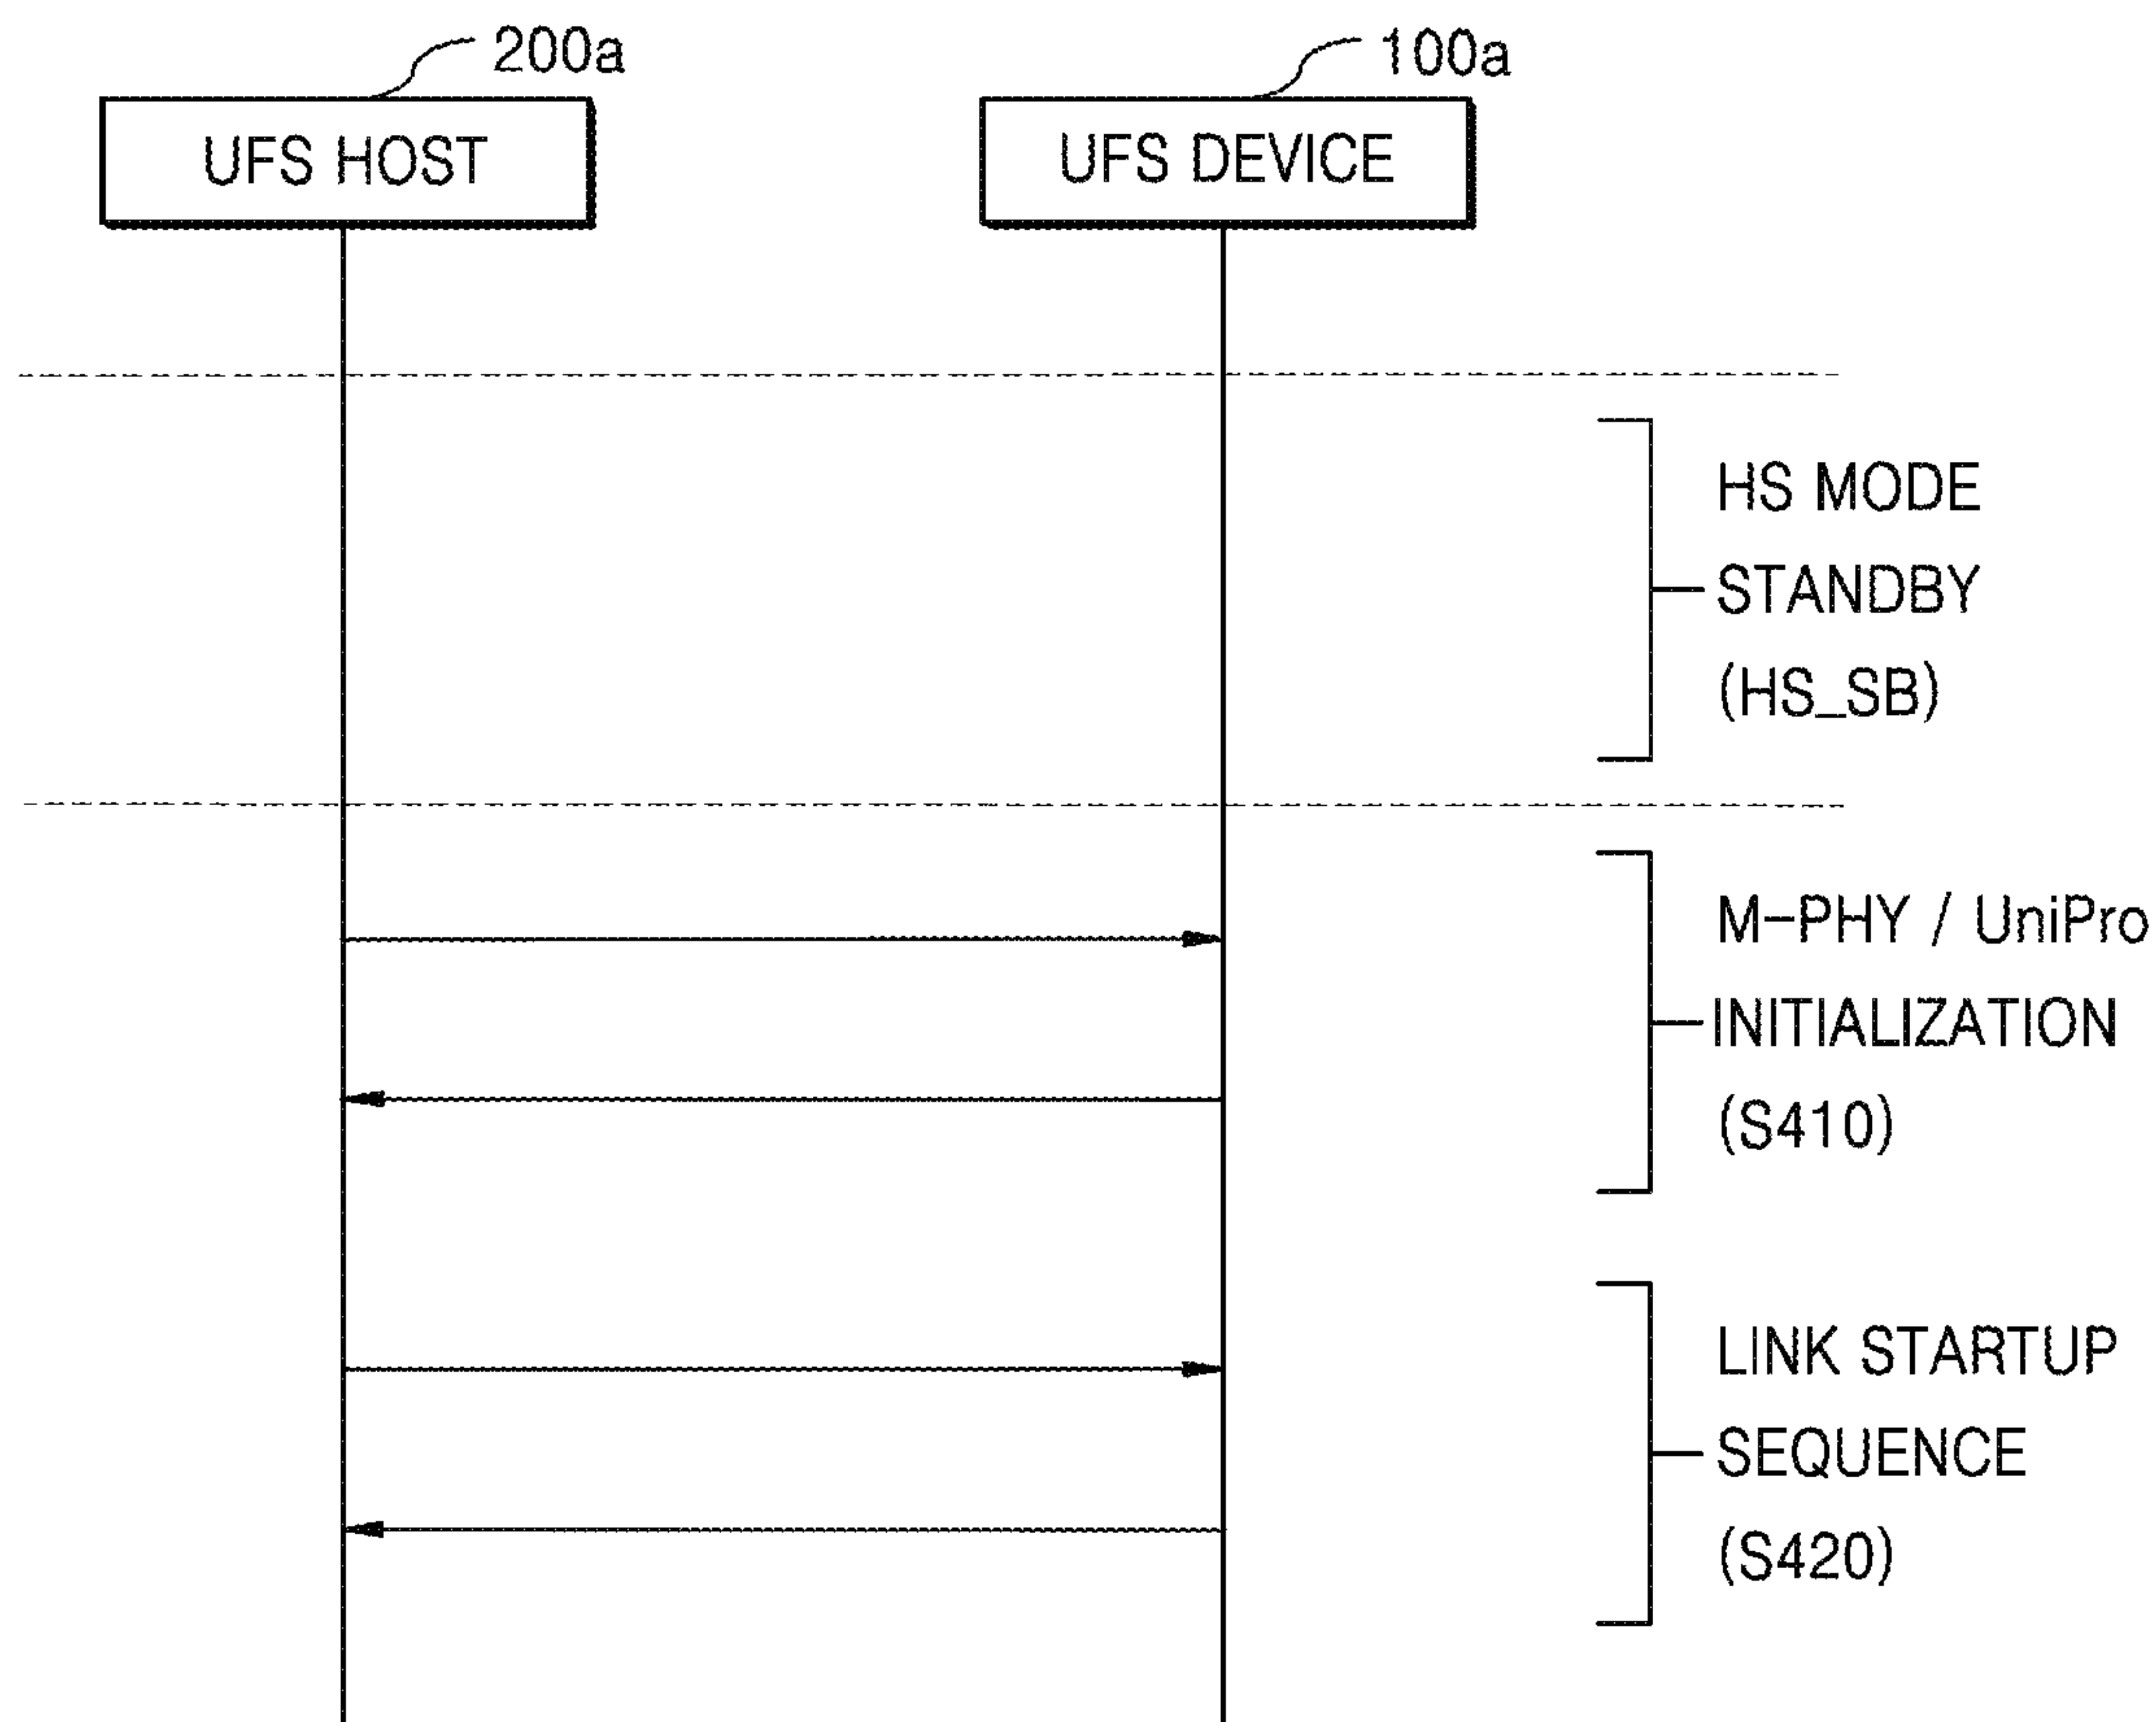 200a
100a
UFS HOST
UFS DEVICE
HS MODE
STANDBY
(HS_SB)
M-PHY / UniPro
INITIALIZATION
(S410)
LINK STARTUP
SEQUENCE
(S420)